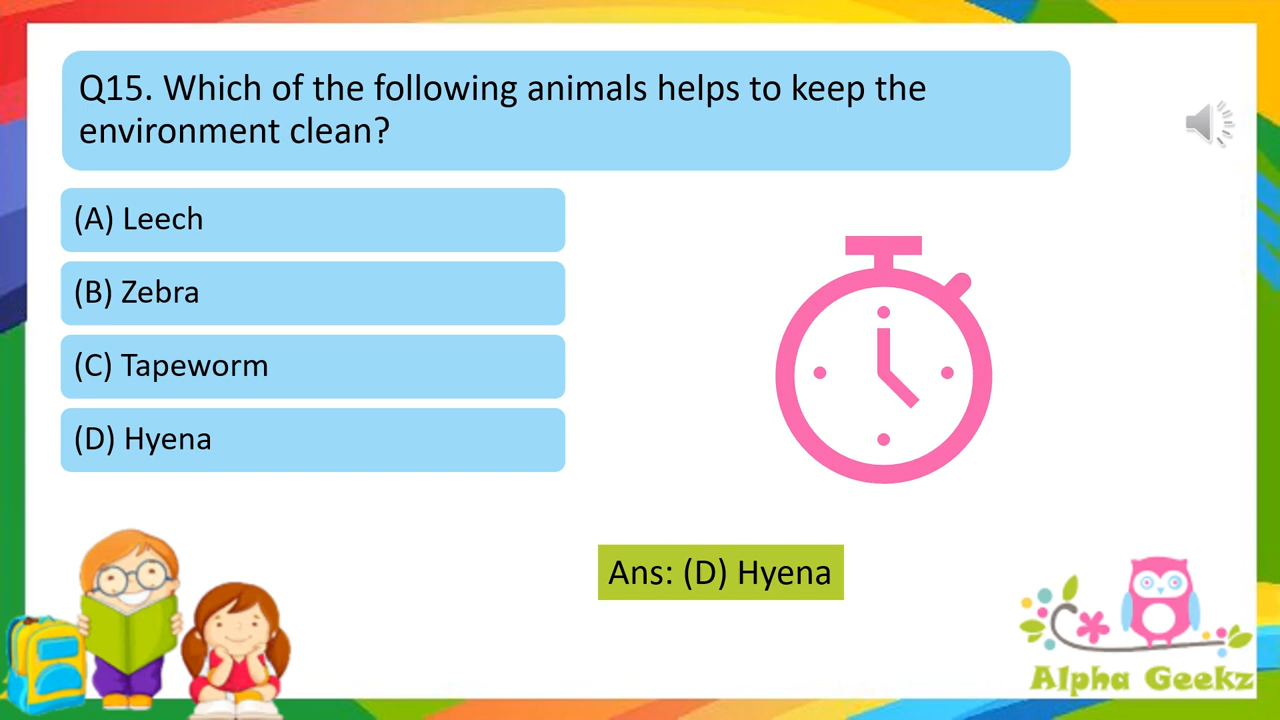 Q15. Which of the following animals helps to keep the
environment clean?
(A) Leech
(B) Zebra
(C) Tapeworm
(D) Hyena
Ans: (D) Hyena
Alpha Geekz